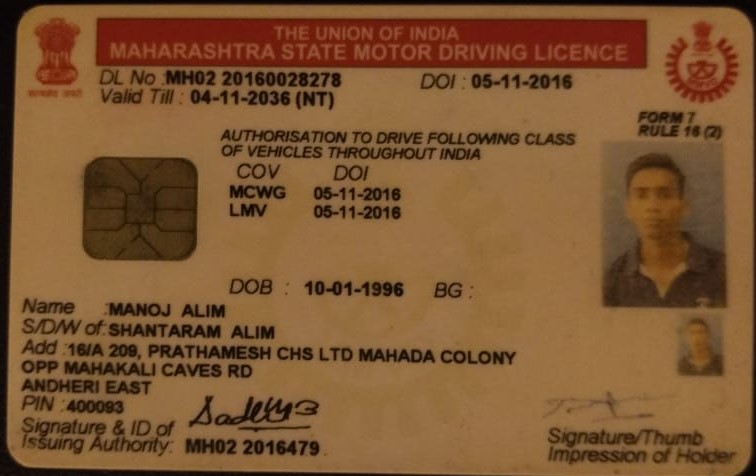 THE UNION OF INDIA
MAHARASHTRA STATE MOTOR DRIVING LICENCE
DL No : MH02 20160028278 DOI : 05-11-2016
Valid Till : 04-11-2036 (NT)
FORM 7
RULE 16 (2)
AUTHORISATION TO DRIVE FOLLOWING CLASS
OF VEHICLES THROUGHOUT INDIA
COV DOI
MCWG 05-11-2016
LMV 05-11-2016
DOB : 10-01-1996 BG :
Name : MANOJ ALIM
S/D/W of : SHANTARAM ALIM
Add : 16/A 209, PRATHAMESH CHS LTD MAHADA COLONY
OPP MAHAKALI CAVES RD
ANDHERI EAST
PIN : 400093
Signature & ID of
Issuing Authority: MH02 2016479
Signature/Thumb
Impression of Holder